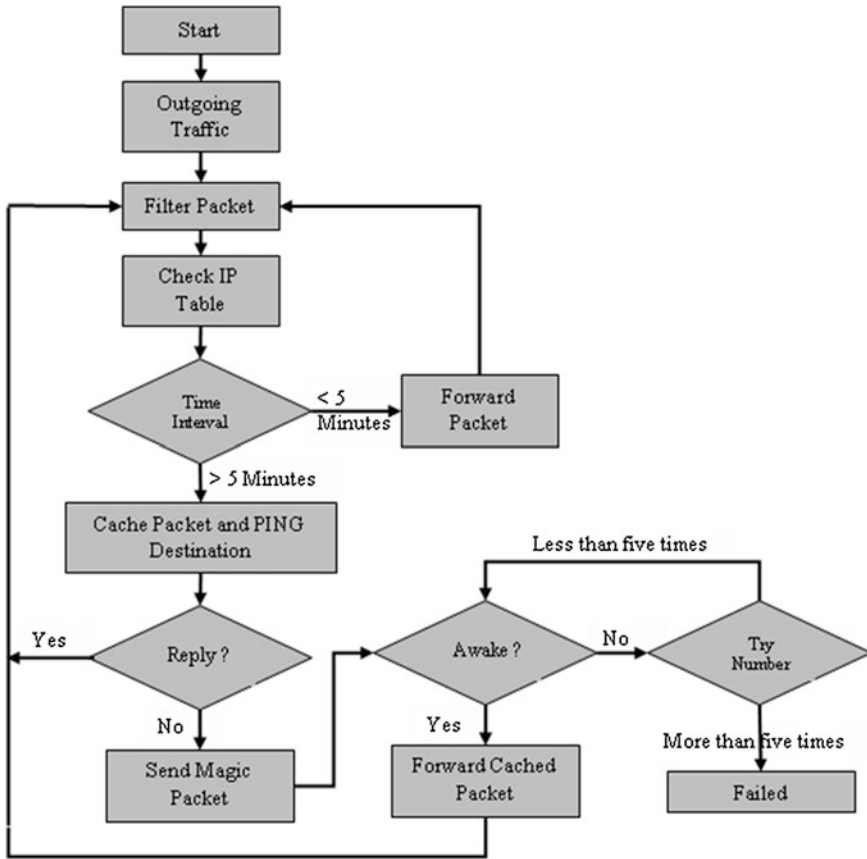 Start
Outgoing
Traffic
Filter Packet
Check IP
Table
Time
Interval
< 5
Minutes
Forward
Packet
> 5 Minutes
Cache Packet and PING
Destination
Less than five times
Yes
Reply ?
Awake ?
No
Try
Number
No
Yes
More than five times
Send Magic
Packet
Forward Cached
Packet
Failed